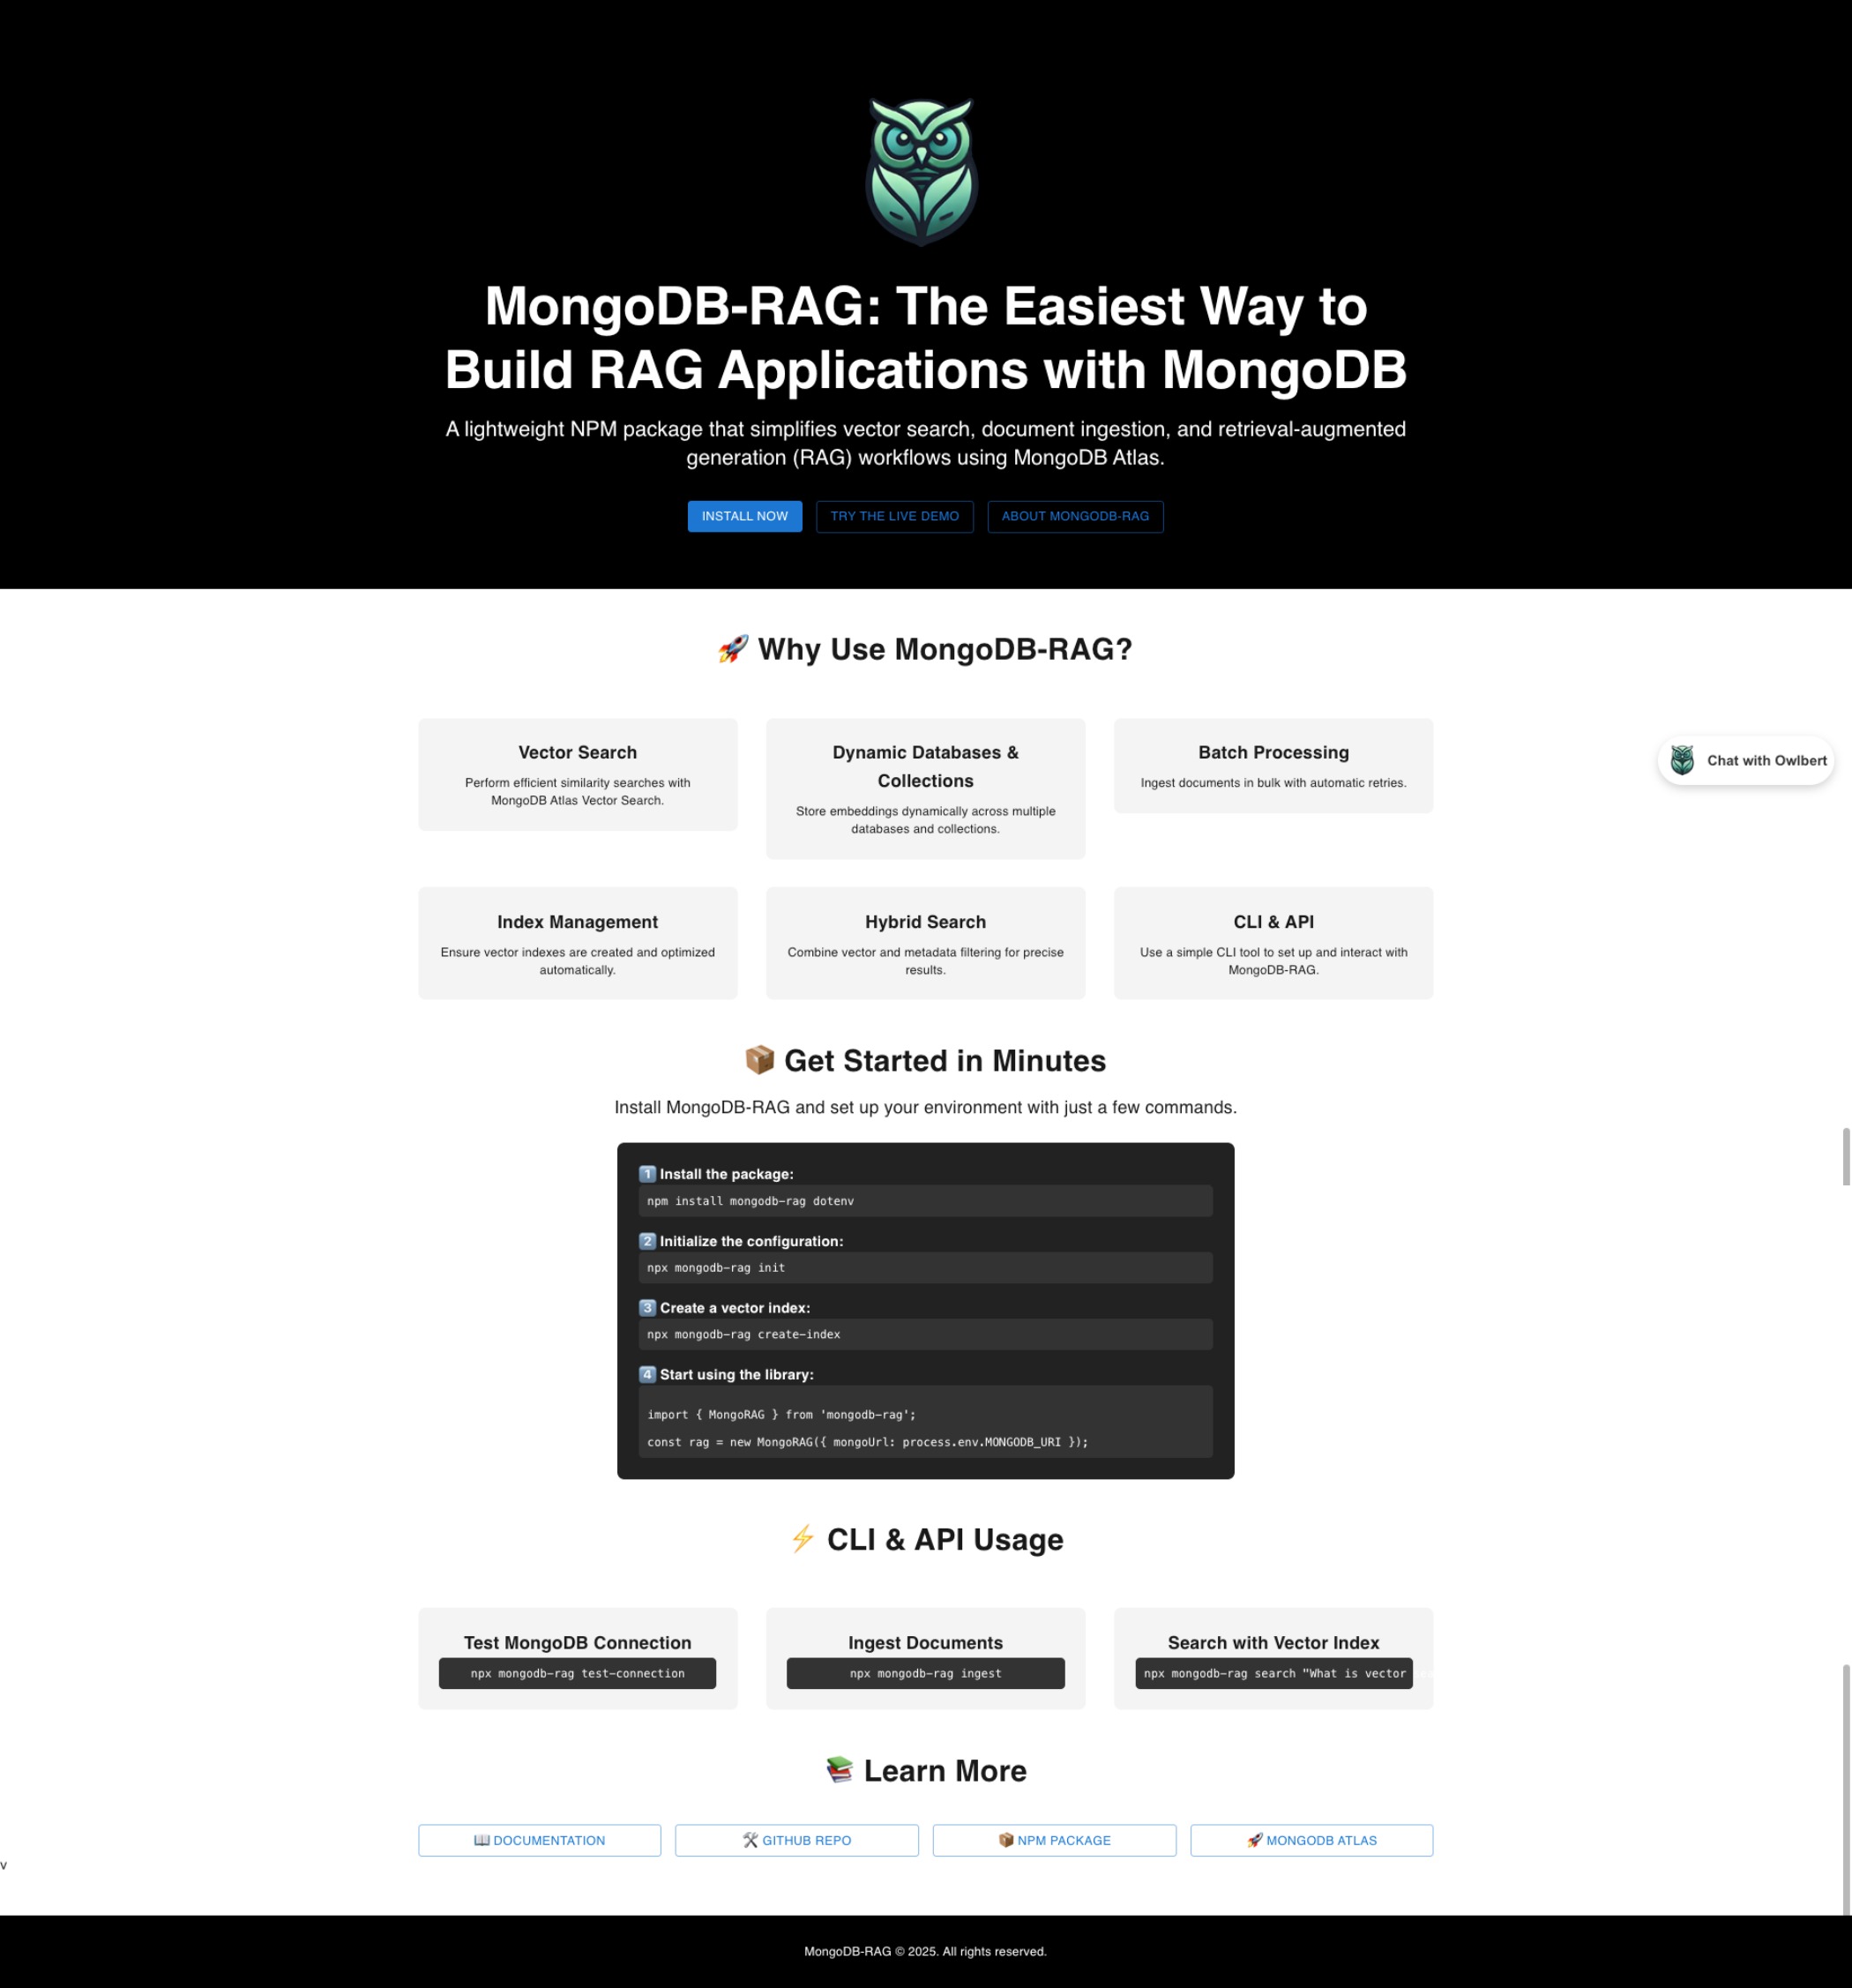 MongoDB-RAG: The Easiest Way to
Build RAG Applications with MongoDB
A lightweight NPM package that simplifies vector search, document ingestion, and retrieval-augmented
generation (RAG) workflows using MongoDB Atlas.
INSTALL NOW
TRY THE LIVE DEMO
ABOUT MONGODB-RAG
🚀 Why Use MongoDB-RAG?
Vector Search
Perform efficient similarity searches with
MongoDB Atlas Vector Search.
Dynamic Databases &
Collections
Store embeddings dynamically across multiple
databases and collections.
Batch Processing
Ingest documents in bulk with automatic retries.
Chat with Owlbert
Index Management
Ensure vector indexes are created and optimized
automatically.
Hybrid Search
Combine vector and metadata filtering for precise
results.
CLI & API
Use a simple CLI tool to set up and interact with
MongoDB-RAG.
📦 Get Started in Minutes
Install MongoDB-RAG and set up your environment with just a few commands.
1️⃣ Install the package:
npm install mongodb-rag dotenv
2️⃣ Initialize the configuration:
npx mongodb-rag init
3️⃣ Create a vector index:
npx mongodb-rag create-index
4️⃣ Start using the library:
import { MongoRAG } from 'mongodb-rag';
const rag = new MongoRAG({ mongoUrl: process.env.MONGODB_URI });
⚡ CLI & API Usage
Test MongoDB Connection
npx mongodb-rag test-connection
Ingest Documents
npx mongodb-rag ingest
Search with Vector Index
npx mongodb-rag search "What is vector
📚 Learn More
📖 DOCUMENTATION
🛠️ GITHUB REPO
📦 NPM PACKAGE
🚀 MONGODB ATLAS
v
MongoDB-RAG © 2025. All rights reserved.